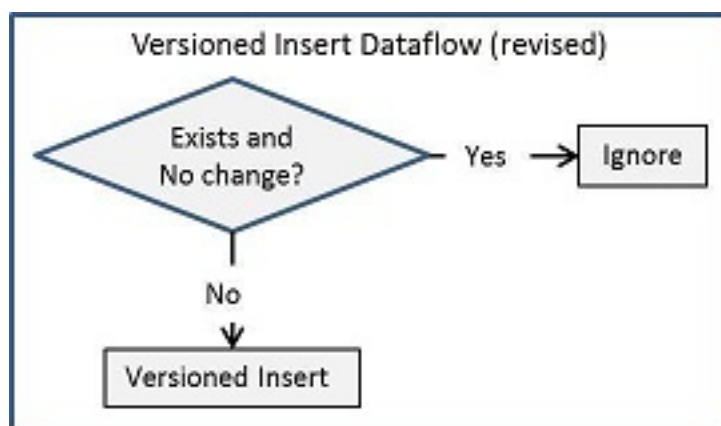 Versioned Insert Dataflow (revised)
Exists and
No change?
Yes
Ignore
No
Versioned Insert